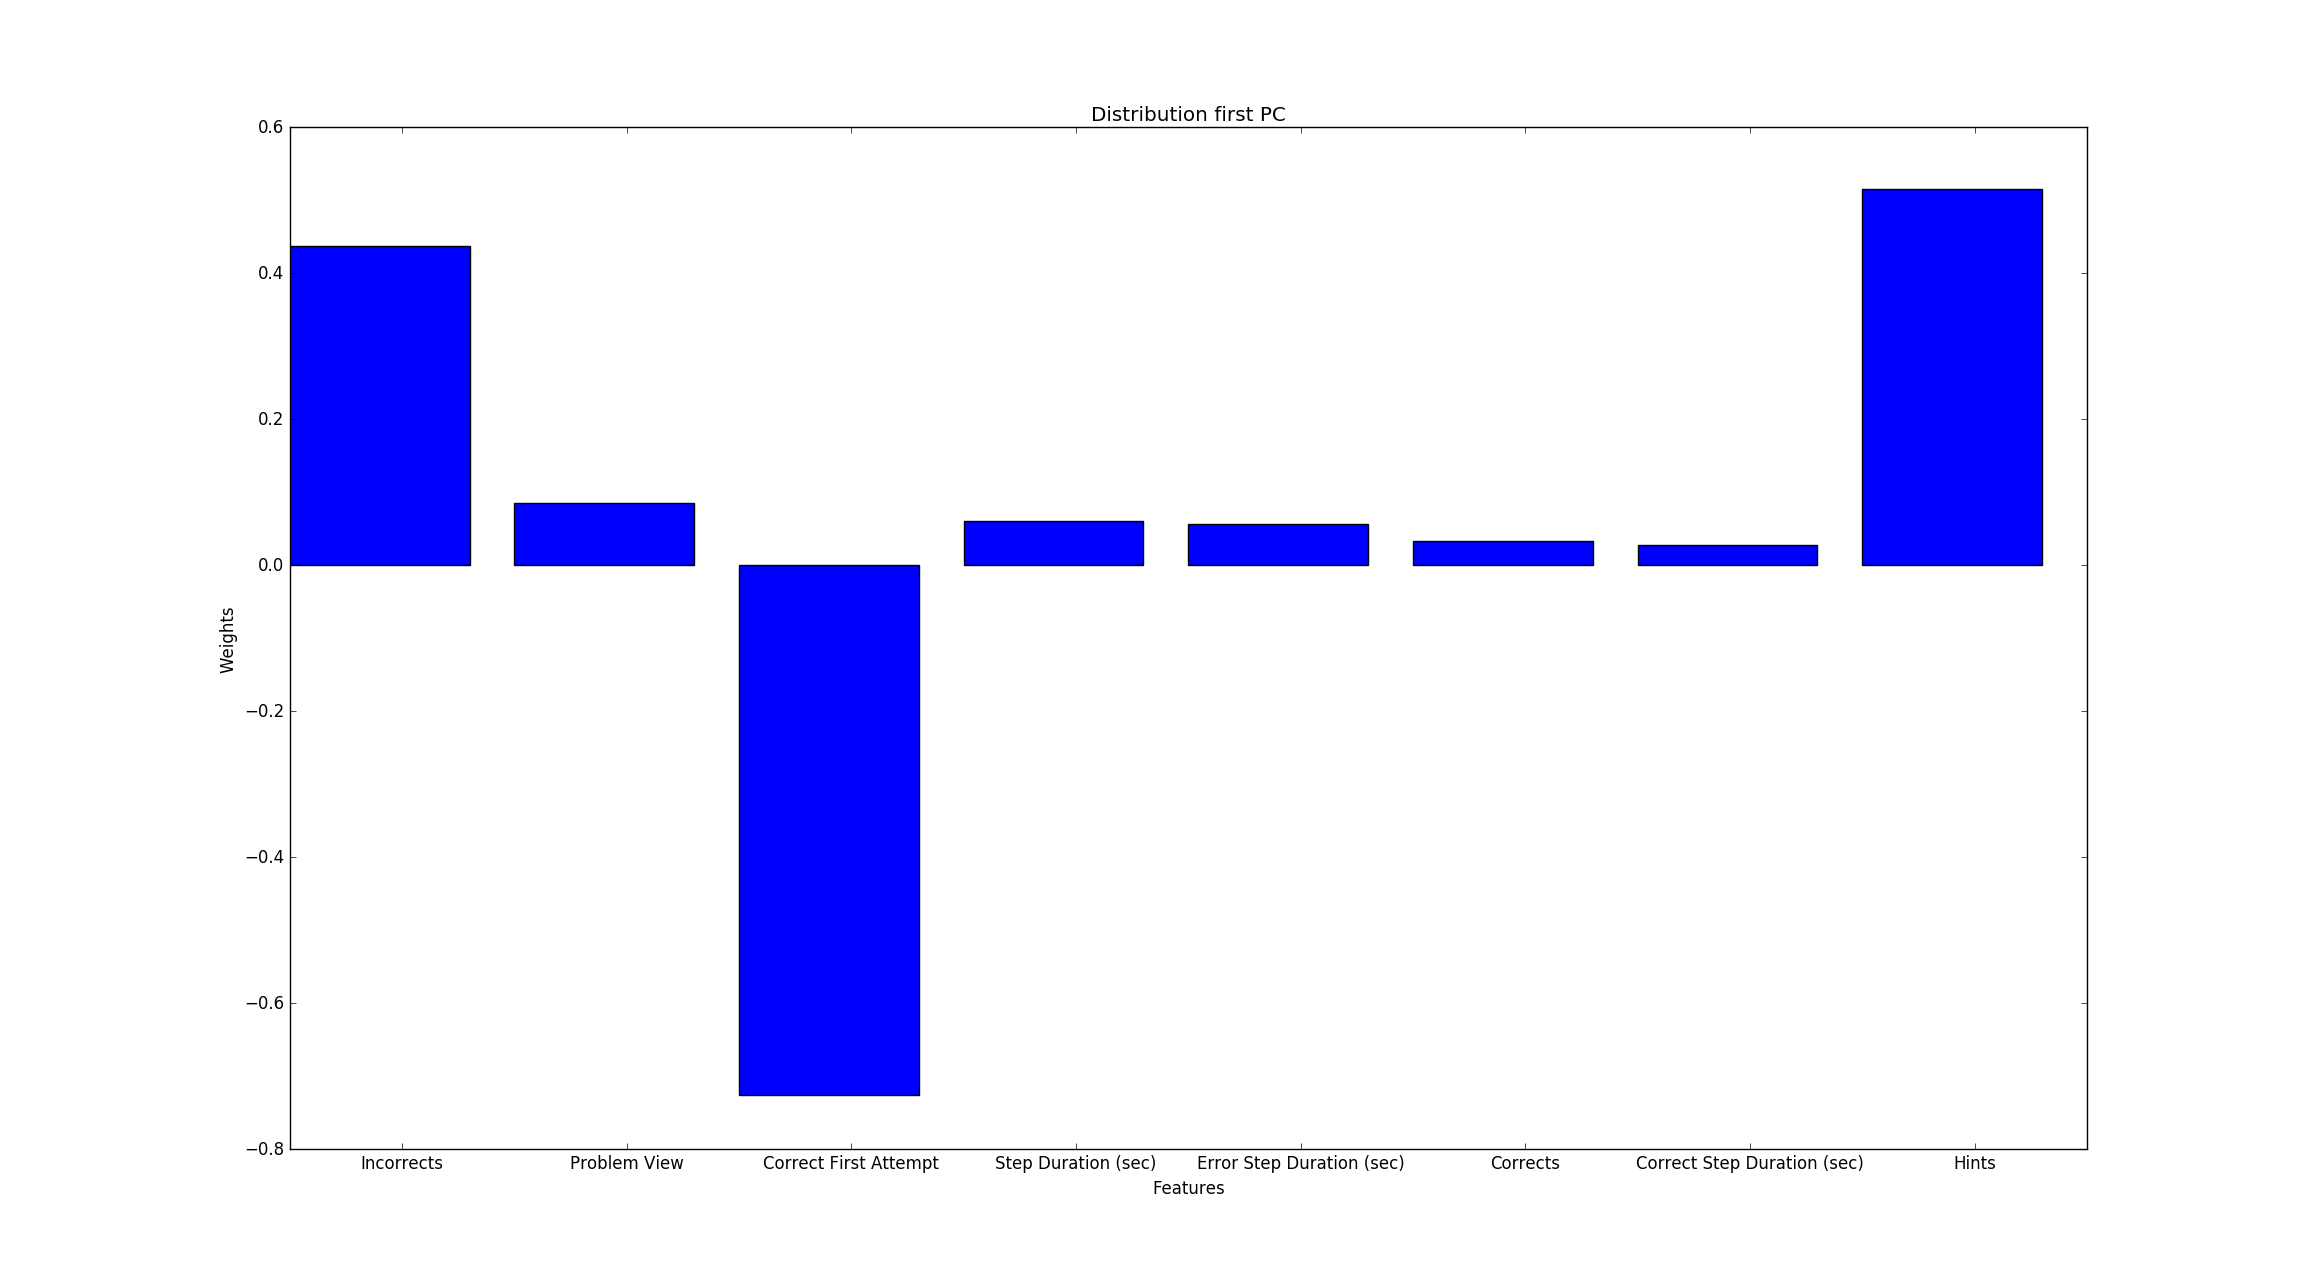 Distribution first PC
0.6
0.4
0.2
0.0
−0.2
−0.4
−0.6
−0.8
Weights
Incorrects Problem View Correct First Attempt Step Duration (sec) Error Step Duration (sec) Corrects Correct Step Duration (sec) Hints
Features